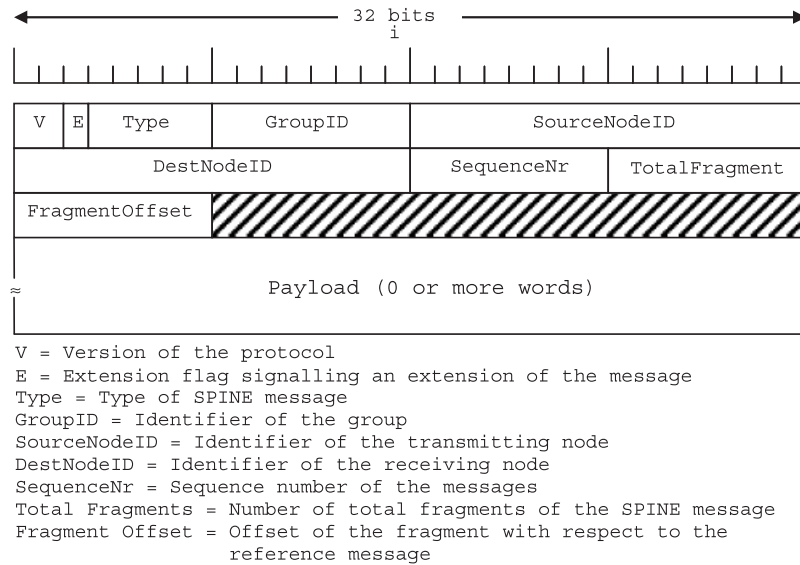 32 bits
i
V E Type GroupID SourceNodeID
DestNodeID SequenceNr TotalFragment
FragmentOffset
≈ Payload (0 or more words)
V = Version of the protocol
E = Extension flag signalling an extension of the message
Type = Type of SPINE message
GroupID = Identifier of the group
SourceNodeID = Identifier of the transmitting node
DestNodeID = Identifier of the receiving node
SequenceNr = Sequence number of the messages
Total Fragments = Number of total fragments of the SPINE message
Fragment Offset = Offset of the fragment with respect to the
reference message